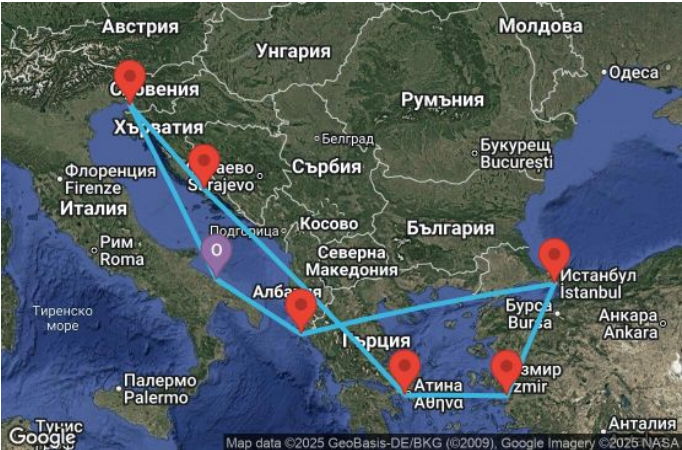 Австрия
Молдова
Унгария
Одеса
Словения
Румъния
Хърватия
Белград
Букурещ
București
Флоренция
Firenze
Сърбия
Sarajevo
Италия
Подгорица
Косово
България
O
Рим
Roma
Северна
Македония
Истанбул
İstanbul
Албания
Тиренско
море
Бурса
Bursa
Анкара
Ankara
Гърция
Палермо
Palermo
Атина
Αθήνα
Тунис
Анталия
Google
Map data ©2025 GeoBasis-DE/BKG (©2009), Google Imagery ©2025 NASA